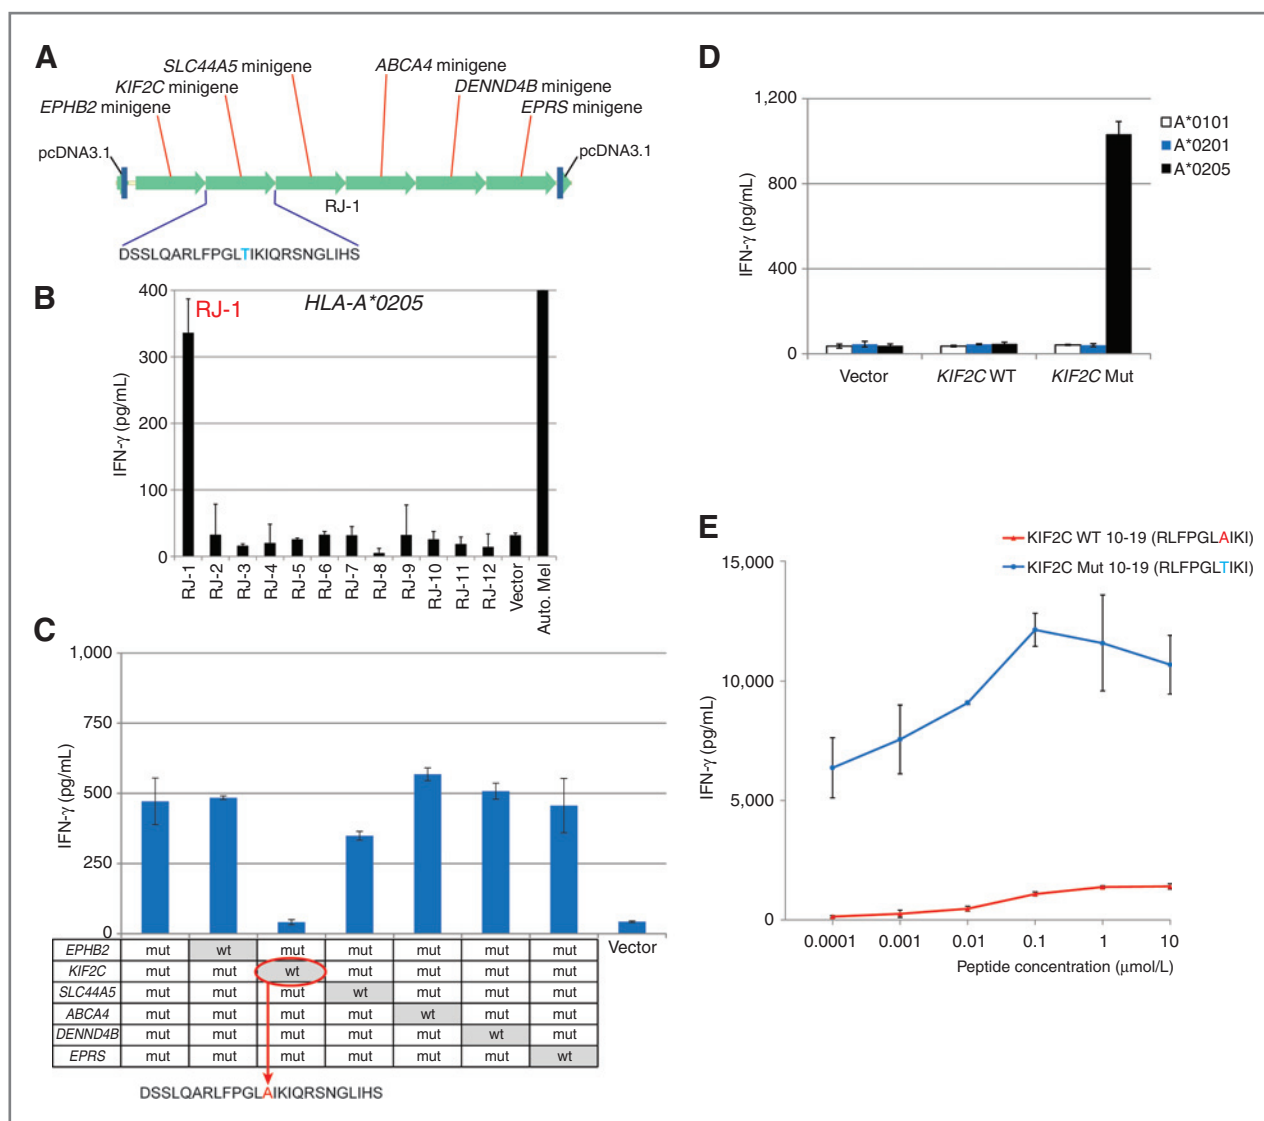 A
SLC44A5 minigene
ABCA4 minigene
KIF2C minigene
DENND4B minigene
EPHB2 minigene
EPRS minigene
pcDNA3.1
pcDNA3.1
RJ-1
DSSLQARLFPGLTIKIQRSNGLIHS
B
HLA-A*0205
RJ-1
IFN-γ (pg/mL)
400
300
200
100
0
RJ-1
RJ-2
RJ-3
RJ-4
RJ-5
RJ-6
RJ-7
RJ-8
RJ-9
RJ-10
RJ-11
RJ-12
Vector
Auto. Mel
C
IFN-γ (pg/mL)
1,000
750
500
250
0
Vector
EPHB2 mut wt mut mut mut mut mut
KIF2C mut mut wt mut mut mut mut
SLC44A5 mut mut mut wt mut mut mut
ABCA4 mut mut mut mut wt mut mut
DENND4B mut mut mut mut mut wt mut
EPRS mut mut mut mut mut mut wt
DSSLQARLFPGLAIKIQRSNGLIHS
D
IFN-γ (pg/mL)
1,200
800
400
0
A*0101
A*0201
A*0205
Vector
KIF2C WT
KIF2C Mut
E
KIF2C WT 10-19 (RLFPGLAIKI)
KIF2C Mut 10-19 (RLFPGLTIKI)
IFN-γ (pg/mL)
15,000
10,000
5,000
0
0.0001 0.001 0.01 0.1 1 10
Peptide concentration (μmol/L)